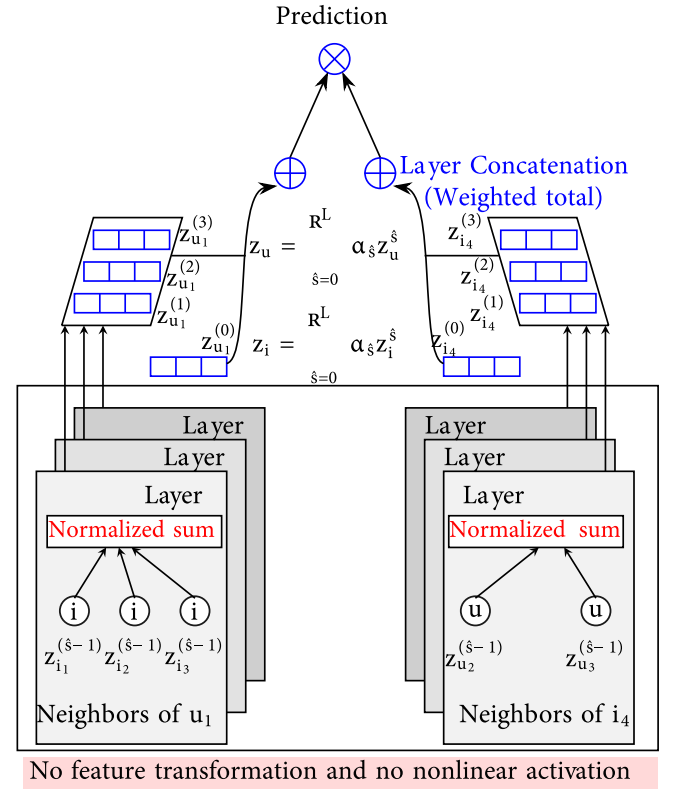 Prediction
Layer Concatenation
(Weighted total)
z_{u_1}^{(3)}
z_{u_1}^{(2)}
z_{u_1}^{(1)}
z_{u_1}^{(0)}
z_u = R^L_{ŝ=0} α_ŝ z_u^ŝ
z_i = R^L_{ŝ=0} α_ŝ z_i^ŝ
z_{i_4}^{(3)}
z_{i_4}^{(2)}
z_{i_4}^{(1)}
z_{i_4}^{(0)}
Layer
Layer
Layer
Normalized sum
i i i
z_{i_1}^{(ŝ-1)} z_{i_2}^{(ŝ-1)} z_{i_3}^{(ŝ-1)}
Neighbors of u_1
Layer
Layer
Layer
Normalized sum
u u
z_{u_2}^{(ŝ-1)} z_{u_3}^{(ŝ-1)}
Neighbors of i_4
No feature transformation and no nonlinear activation